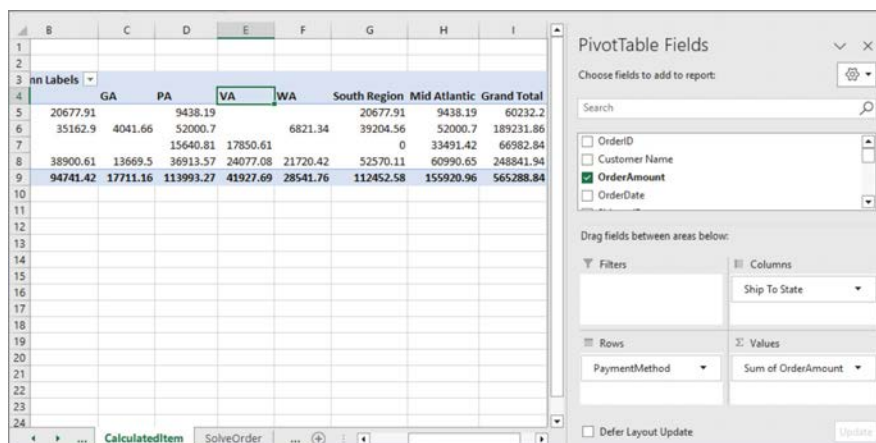 B C D E F G H I
1
2
3 nn Labels
4 GA PA VA WA South Region Mid Atlantic Grand Total
5 20677.91 9438.19 20677.91 9438.19 60232.2
6 35162.9 4041.66 52000.7 6821.34 39204.56 52000.7 189231.86
7 15640.81 17850.61 0 33491.42 66982.84
8 38900.61 13669.5 36913.57 24077.08 21720.42 52570.11 60990.65 248841.94
9 94741.42 17711.16 113993.27 41927.69 28541.76 112452.58 155920.96 565288.84
10
11
12
13
14
15
16
17
18
19
20
21
22
23
24
... CalculatedItem SolveOrder ...
PivotTable Fields
Choose fields to add to report:
Search
OrderID
Customer Name
OrderAmount
OrderDate
Drag fields between areas below:
Filters
Columns
Ship To State
Rows
Σ Values
PaymentMethod
Sum of OrderAmount
Defer Layout Update
Update